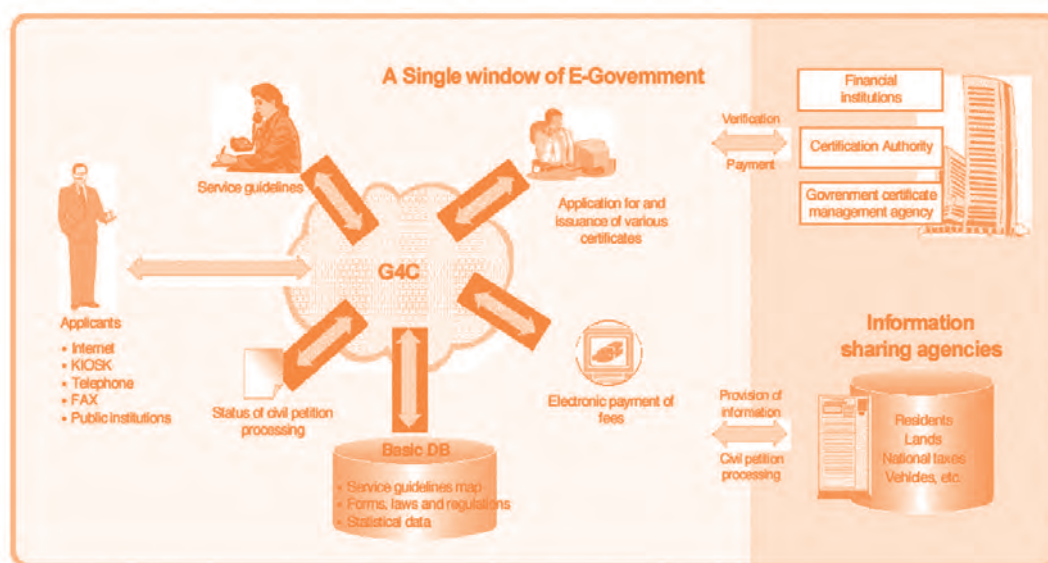 A Single window of E-Government
Service guidelines
Application for and
issuance of various
certificates
G4C
Applicants
• Internet
• KIOSK
• Telephone
• FAX
• Public institutions
Status of civil petition
processing
Electronic payment of
fees
Basic DB
• Service guidelines map
• Forms, laws and regulations
• Statistical data
Verification
Payment
Financial
institutions
Certification Authority
Govrenment certificate
management agency
Information
sharing agencies
Provision of
information
Civil petition
processing
Residents
Lands
National taxes
Vehicles, etc